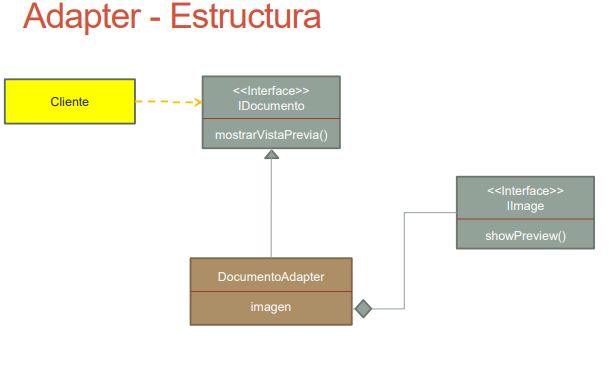 Adapter - Estructura
Cliente
<<Interface>>
IDocumento
mostrarVistaPrevia()
<<Interface>>
IImage
showPreview()
DocumentoAdapter
imagen